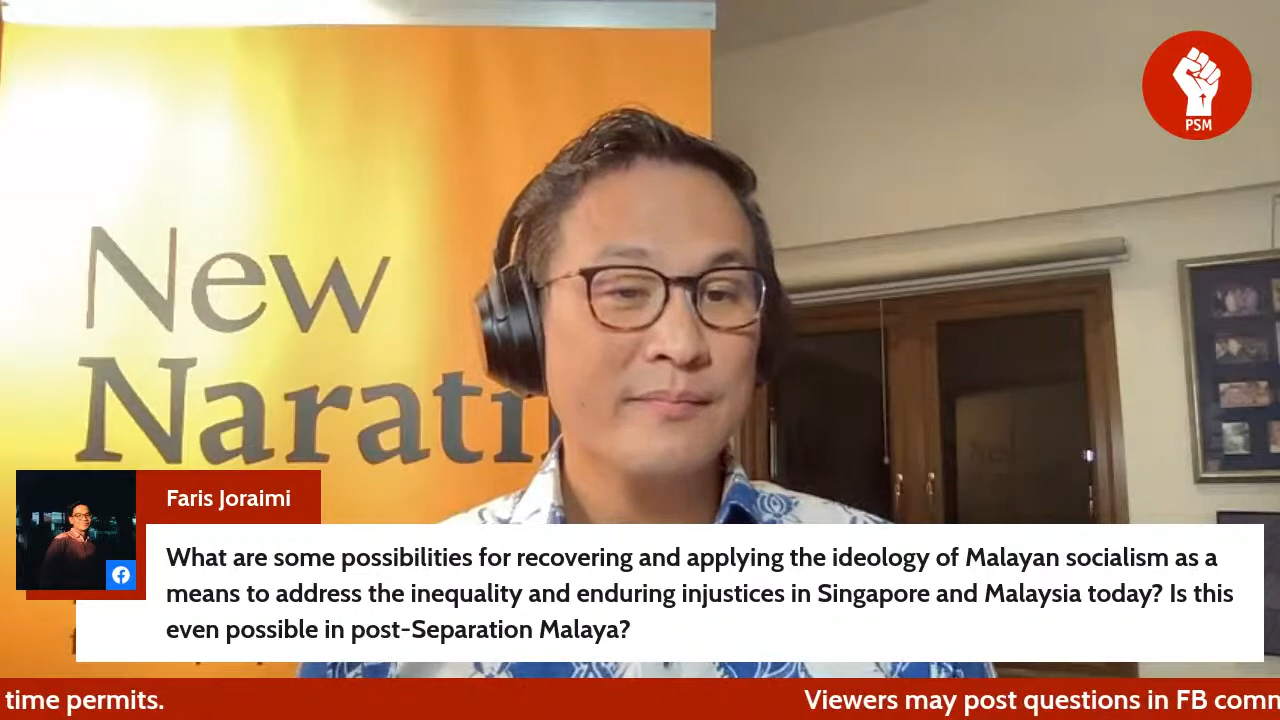 PSM
New
Narati
Faris Joraimi
What are some possibilities for recovering and applying the ideology of Malayan socialism as a
means to address the inequality and enduring injustices in Singapore and Malaysia today? Is this
even possible in post-Separation Malaya?
time permits. Viewers may post questions in FB comm